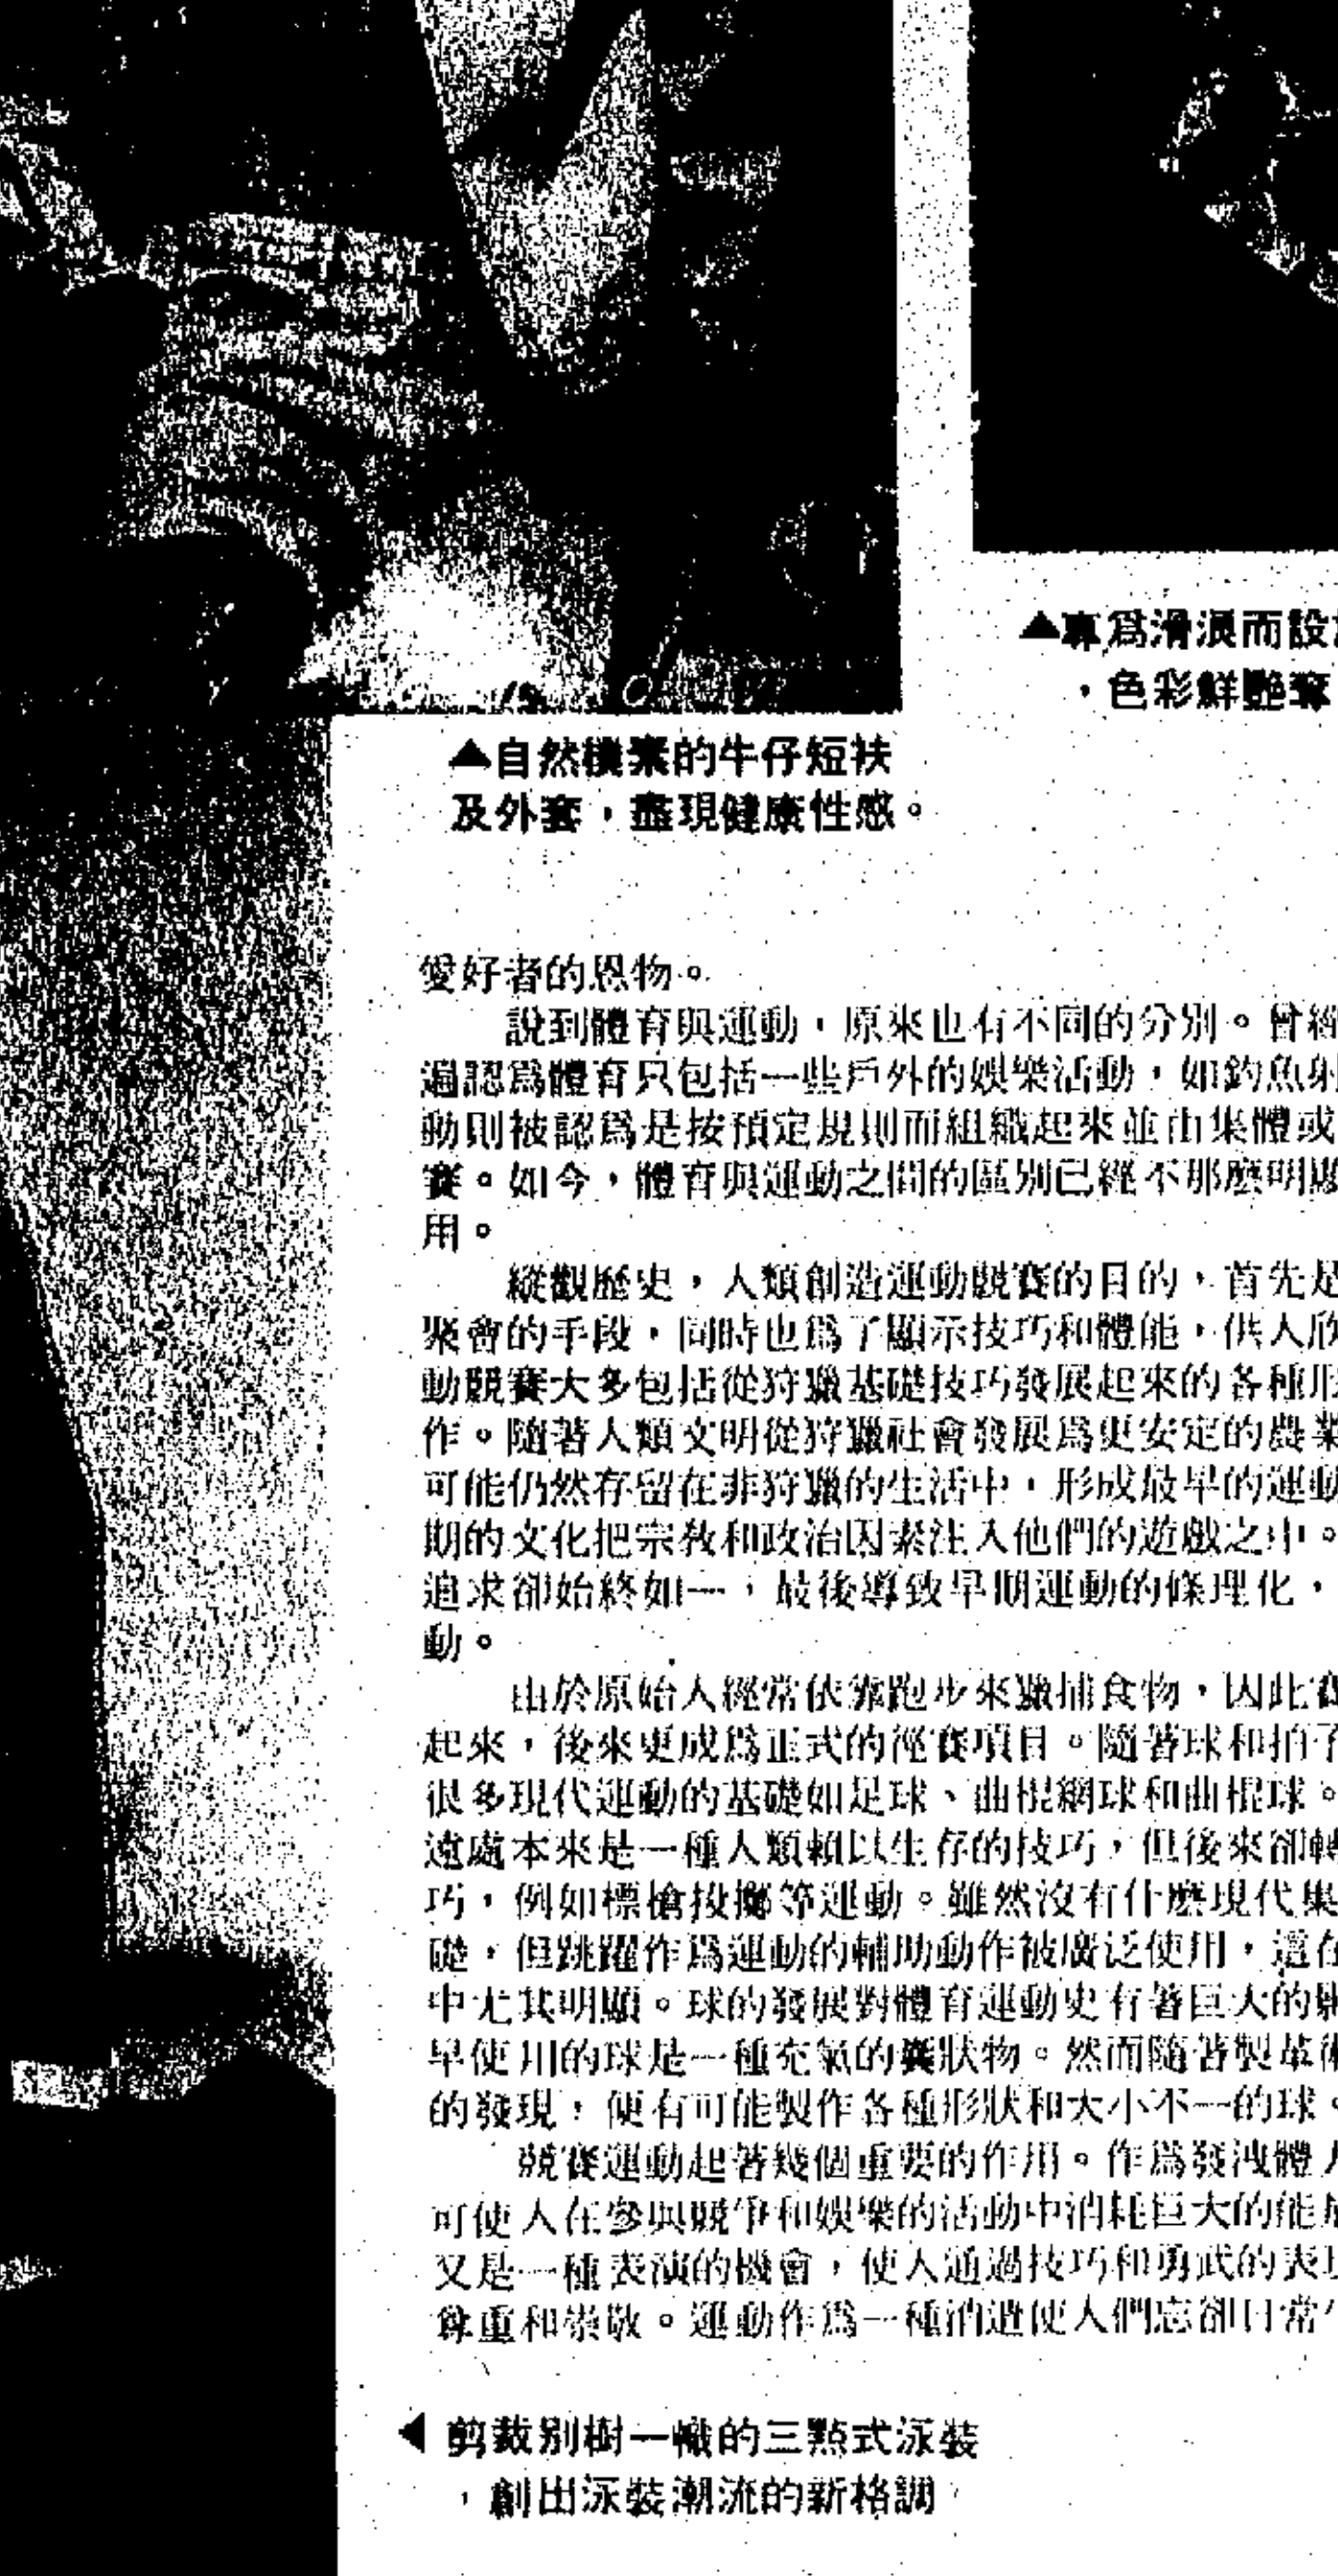 ▲專爲滑浪而設
，色彩鮮艷奪
▲自然樸素的牛仔短袂
及外套，盡現健康性感。
愛好者的恩物。
說到體育與運動，原來也有不同的分別。曾經
過認爲體育只包括一些戶外的娛樂活動，如釣魚射
動則被認爲是按預定規則而組織起來並由集體或
賽。如今，體育與運動之間的區別已經不那麼明顯
用。
縱觀歷史，人類創造運動競賽的目的，首先是
聚會的手段，同時也爲了顯示技巧和體能，供人欣
動競賽大多包括從狩獵基礎技巧發展起來的各種形
作。隨著人類文明從狩獵社會發展爲更安定的農業
可能仍然存留在非狩獵的生活中，形成最早的運動
期的文化把宗教和政治因素注入他們的遊戲之中。
追求卻始終如一，最後導致早期運動的條理化，
動。
由於原始人經常依靠跑步來獵捕食物，因此賽
起來，後來更成爲正式的徑賽項目。隨著球和拍子
很多現代運動的基礎如足球、曲棍網球和曲棍球。
遠處本來是一種人類賴以生存的技巧，但後來卻轉
巧，例如標槍投擲等運動。雖然沒有什麼現代集
礎，但跳躍作爲運動的輔助動作被廣泛使用，這在
中尤其明顯。球的發展對體育運動史有著巨大的關
早使用的球是一種充氣的囊狀物。然而隨著製革術
的發現，便有可能製作各種形狀和大小不一的球。
競賽運動起著幾個重要的作用。作爲發洩體力
可使人在參與競爭和娛樂的活動中消耗巨大的能量
又是一種表演的機會，使人通過技巧和勇武的表現
尊重和崇敬。運動作爲一種消遣使人們忘卻日常
◀剪裁別樹一幟的三點式泳裝
，創出泳裝潮流的新格調